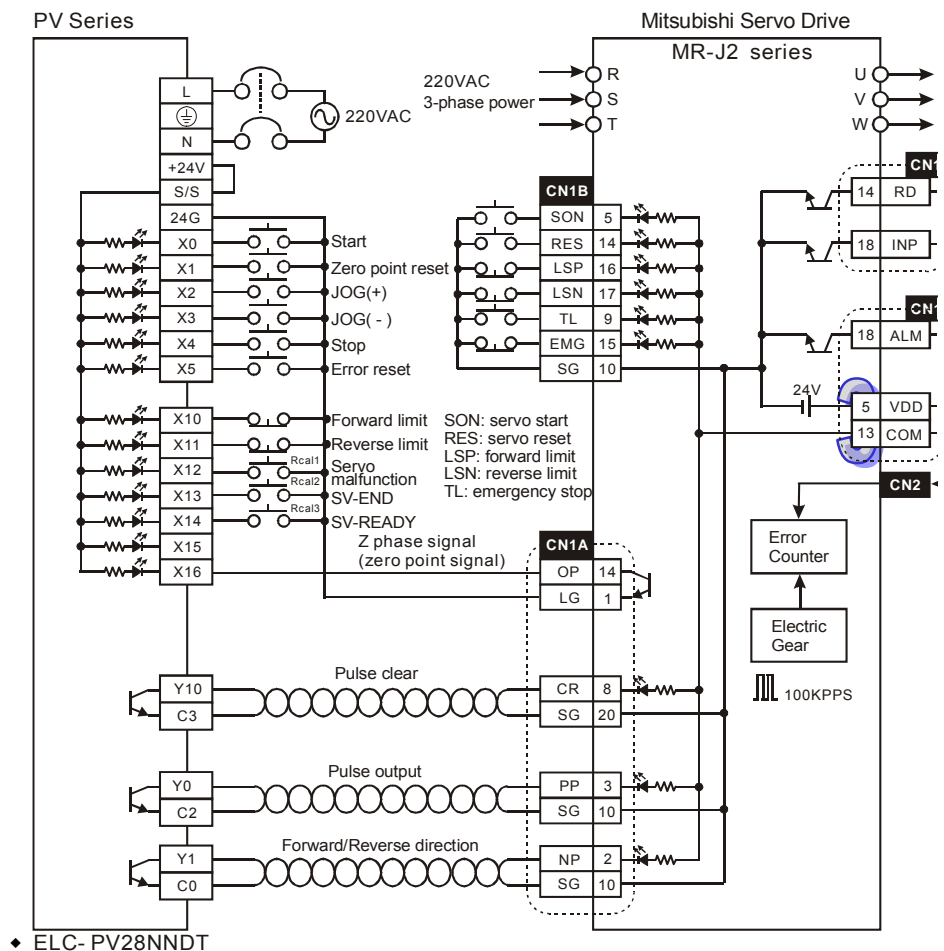 PV Series
Mitsubishi Servo Drive
MR-J2 series
L
N
+24V
S/S
24G
X0
X1
X2
X3
X4
X5
X10
X11
X12
X13
X14
X15
X16
220VAC
Start
Zero point reset
JOG(+)
JOG( - )
Stop
Error reset
Forward limit
Reverse limit
Rcal1
Servo
malfunction
Rcal2
SV-END
Rcal3
SV-READY
Z phase signal
(zero point signal)
220VAC
3-phase power
R
S
T
U
V
W
CN1B
SON 5
RES 14
LSP 16
LSN 17
TL 9
EMG 15
SG 10
SON: servo start
RES: servo reset
LSP: forward limit
LSN: reverse limit
TL: emergency stop
CN1
14 RD
18 INP
CN1
18 ALM
24V
5 VDD
13 COM
CN2
Error
Counter
Electric
Gear
100KPPS
CN1A
OP 14
LG 1
Y10
C3
Pulse clear
CR 8
SG 20
Y0
C2
Pulse output
PP 3
SG 10
Y1
C0
Forward/Reverse direction
NP 2
SG 10
◆ ELC- PV28NNDT